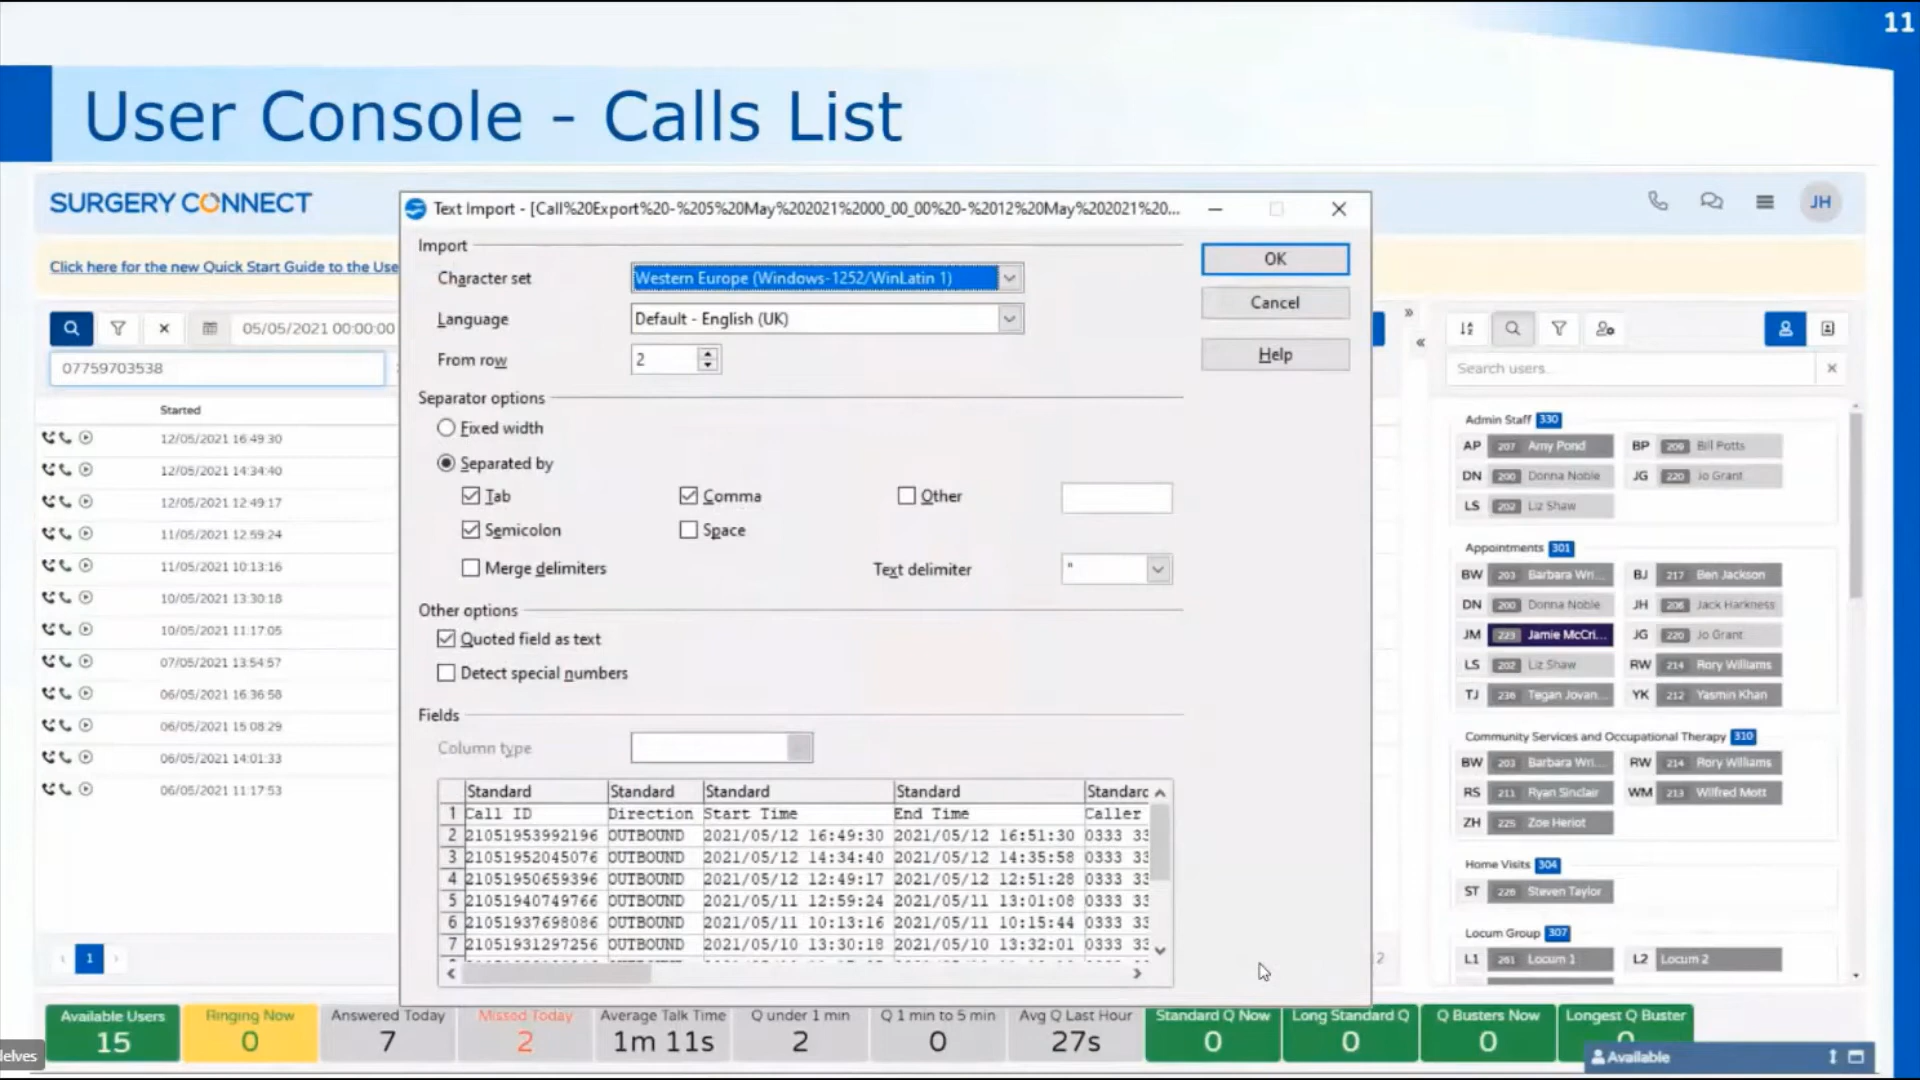 11
User Console - Calls List
SURGERY CONNECT
JH
Click here for the new Quick Start Guide to the Use
05/05/2021 00:00:00
07759703538
Started
12/05/2021 16:49:30
12/05/2021 14:34:40
12/05/2021 12:49:17
11/05/2021 12:59:24
11/05/2021 10:13:16
10/05/2021 13:30:18
10/05/2021 11:17:05
07/05/2021 13:54:57
06/05/2021 16:36:58
06/05/2021 15:08:29
06/05/2021 14:01:33
06/05/2021 11:17:53
1
Text Import - [Call%20Export%20-%205%20May%202021%2000_00_00%20-%2012%20May%202021%20...
Import
Character set Western Europe (Windows-1252/WinLatin 1)
Language Default - English (UK)
From row 2
OK
Cancel
Help
Separator options
Fixed width
Separated by
Tab Comma Other
Semicolon Space
Merge delimiters Text delimiter "
Other options
Quoted field as text
Detect special numbers
Fields
Column type
Standard Standard Standard Standard Standard
1 Call ID Direction Start Time End Time Caller
2 21051953992196 OUTBOUND 2021/05/12 16:49:30 2021/05/12 16:51:30 0333 33
3 21051952045076 OUTBOUND 2021/05/12 14:34:40 2021/05/12 14:35:58 0333 33
4 21051950659396 OUTBOUND 2021/05/12 12:49:17 2021/05/12 12:51:28 0333 33
5 21051940749766 OUTBOUND 2021/05/11 12:59:24 2021/05/11 13:01:08 0333 33
6 21051937698086 OUTBOUND 2021/05/11 10:13:16 2021/05/11 10:15:44 0333 33
7 21051931297256 OUTBOUND 2021/05/10 13:30:18 2021/05/10 13:32:01 0333 33
2
Search users...
Admin Staff 330
AP 207 Amy Pond BP 209 Bill Potts
DN 200 Donna Noble JG 220 Jo Grant
LS 202 Liz Shaw
Appointments 301
BW 203 Barbara Wri... BJ 217 Ben Jackson
DN 200 Donna Noble JH 206 Jack Harkness
JM 223 Jamie McCri... JG 220 Jo Grant
LS 202 Liz Shaw RW 214 Rory Williams
TJ 236 Tegan Jovan... YK 212 Yasmin Khan
Community Services and Occupational Therapy 310
BW 203 Barbara Wri... RW 214 Rory Williams
RS 211 Ryan Sinclair WM 213 Wilfred Mott
ZH 225 Zoe Heriot
Home Visits 304
ST 226 Steven Taylor
Locum Group 307
L1 261 Locum 1 L2 Locum 2
Available Users 15
Ringing Now 0
Answered Today 7
Missed Today 2
Average Talk Time 1m 11s
Q under 1 min 2
Q 1 min to 5 min 0
Avg Q Last Hour 27s
Standard Q Now 0
Long Standard Q 0
Q Busters Now 0
Longest Q Buster 0
Available
delves